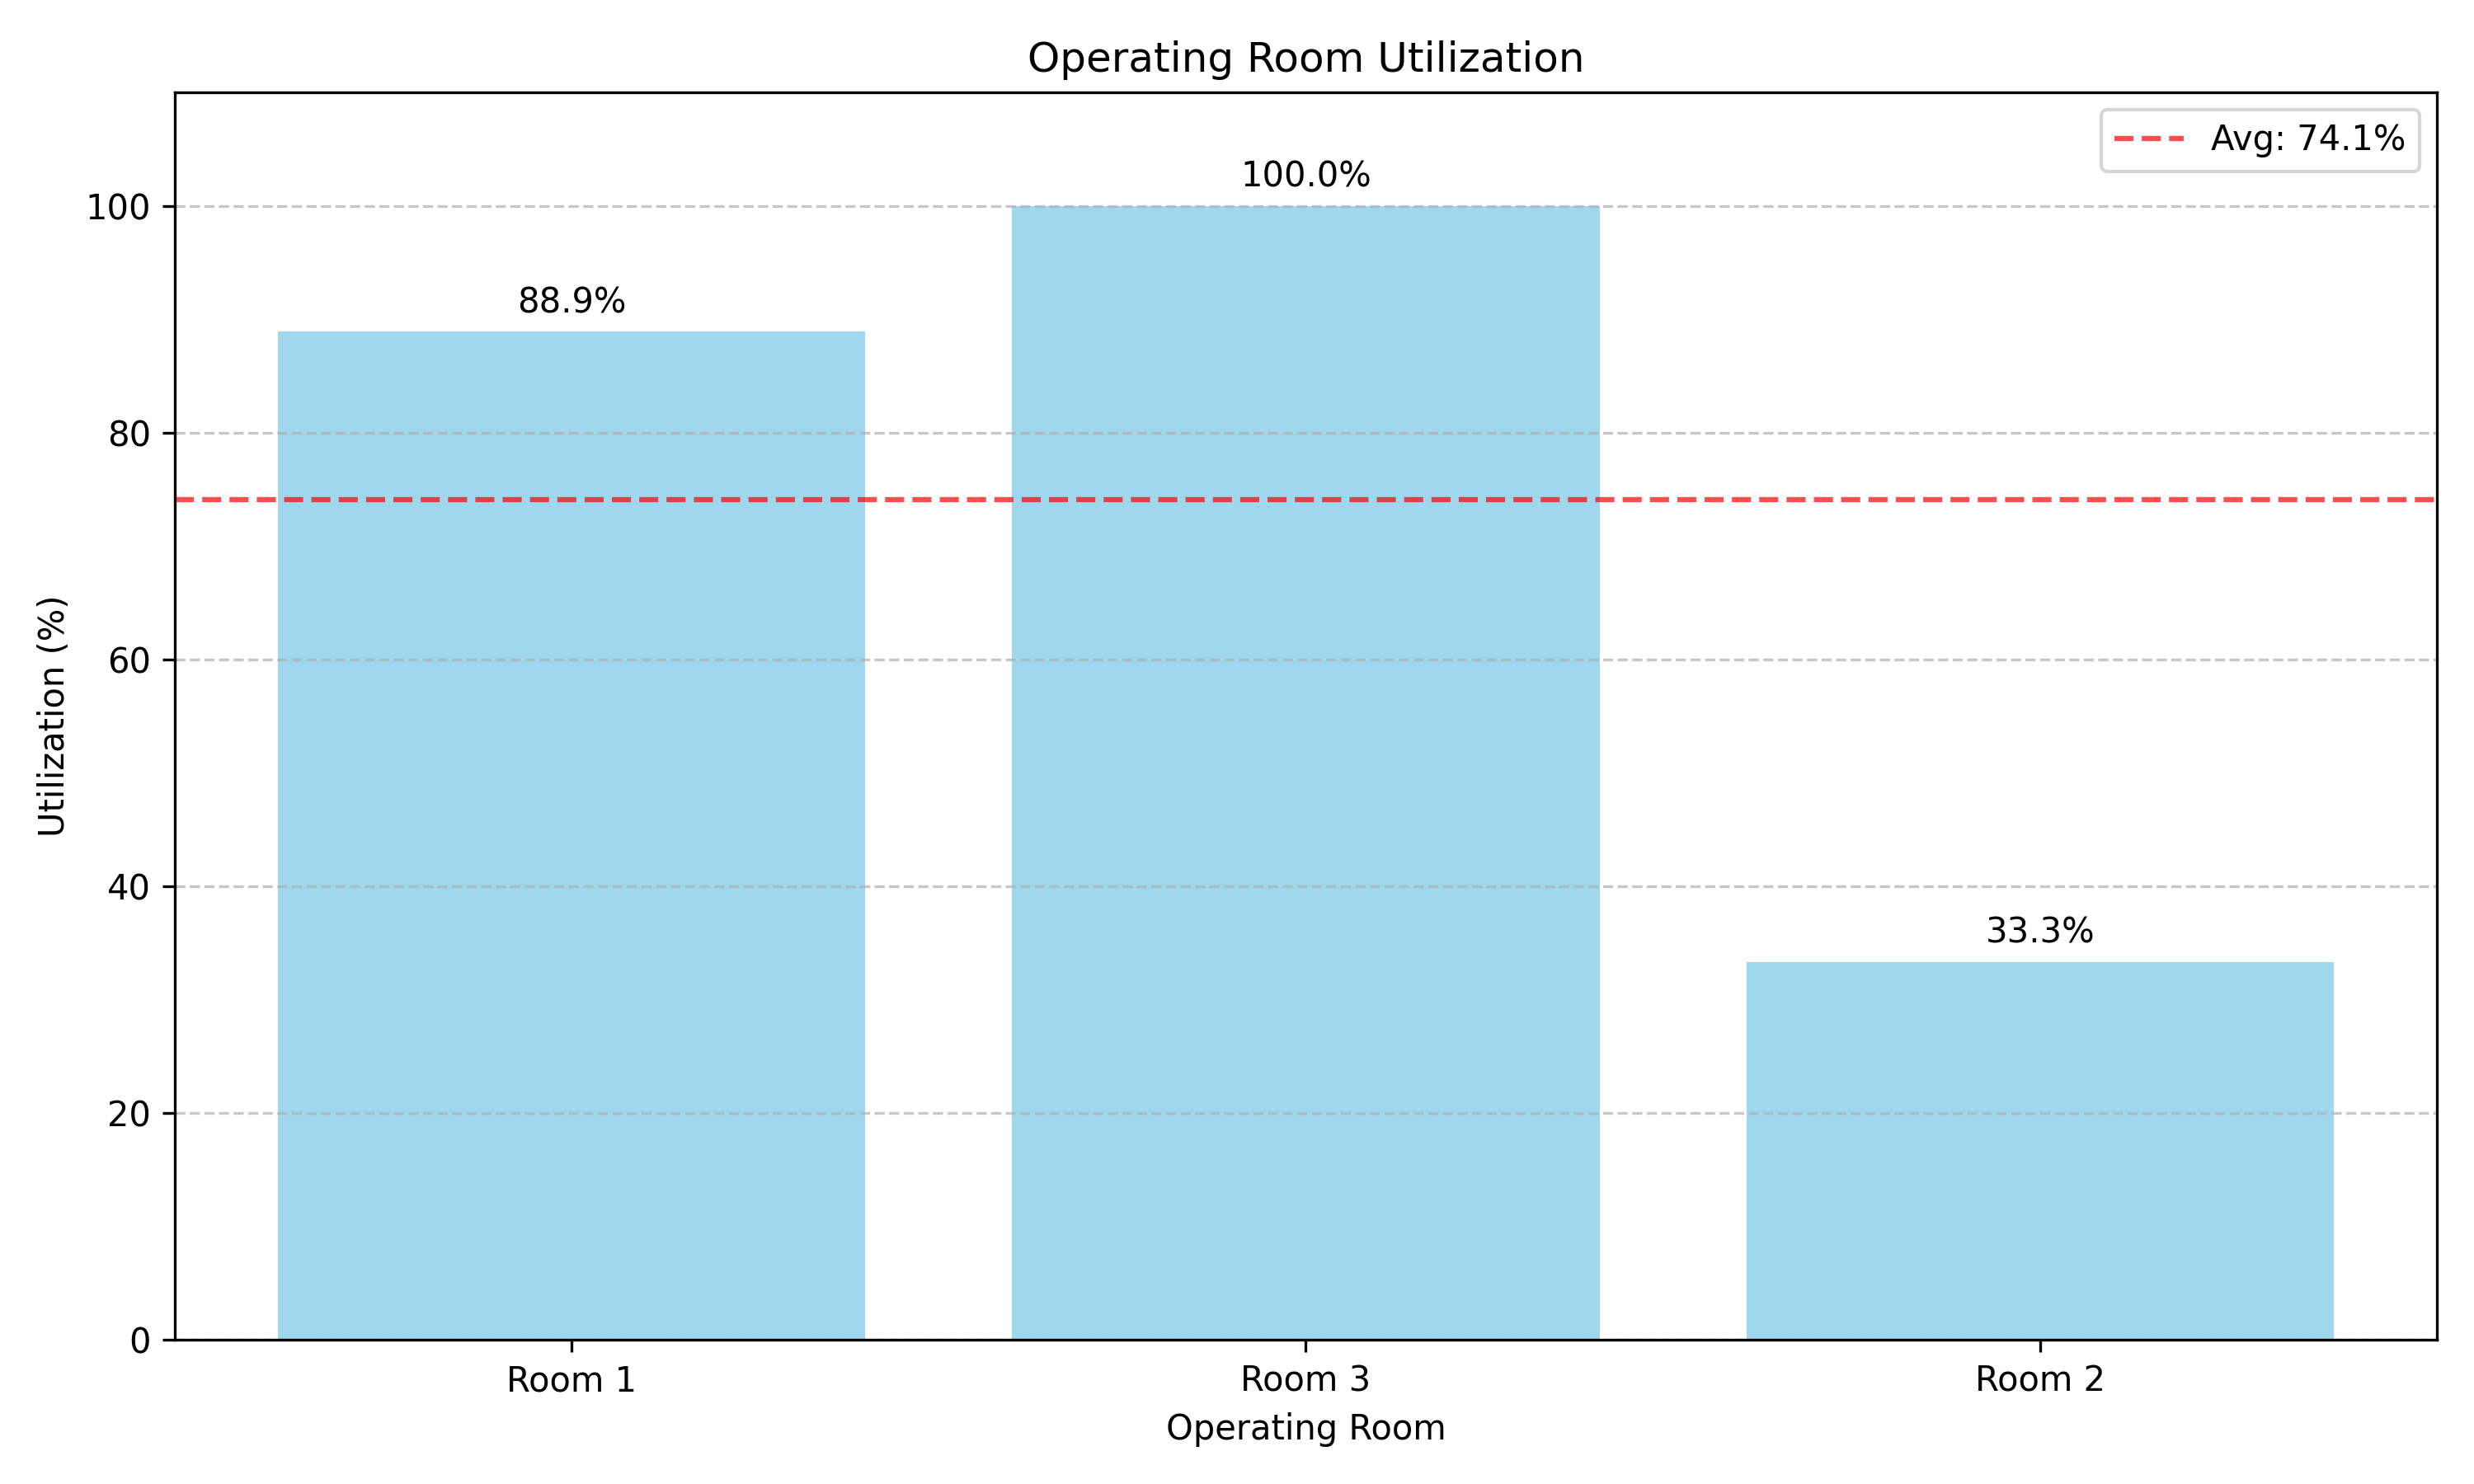 Operating Room Utilization
Avg: 74.1%
100.0%
88.9%
33.3%
100
80
60
40
20
0
Utilization (%)
Room 1
Room 3
Room 2
Operating Room